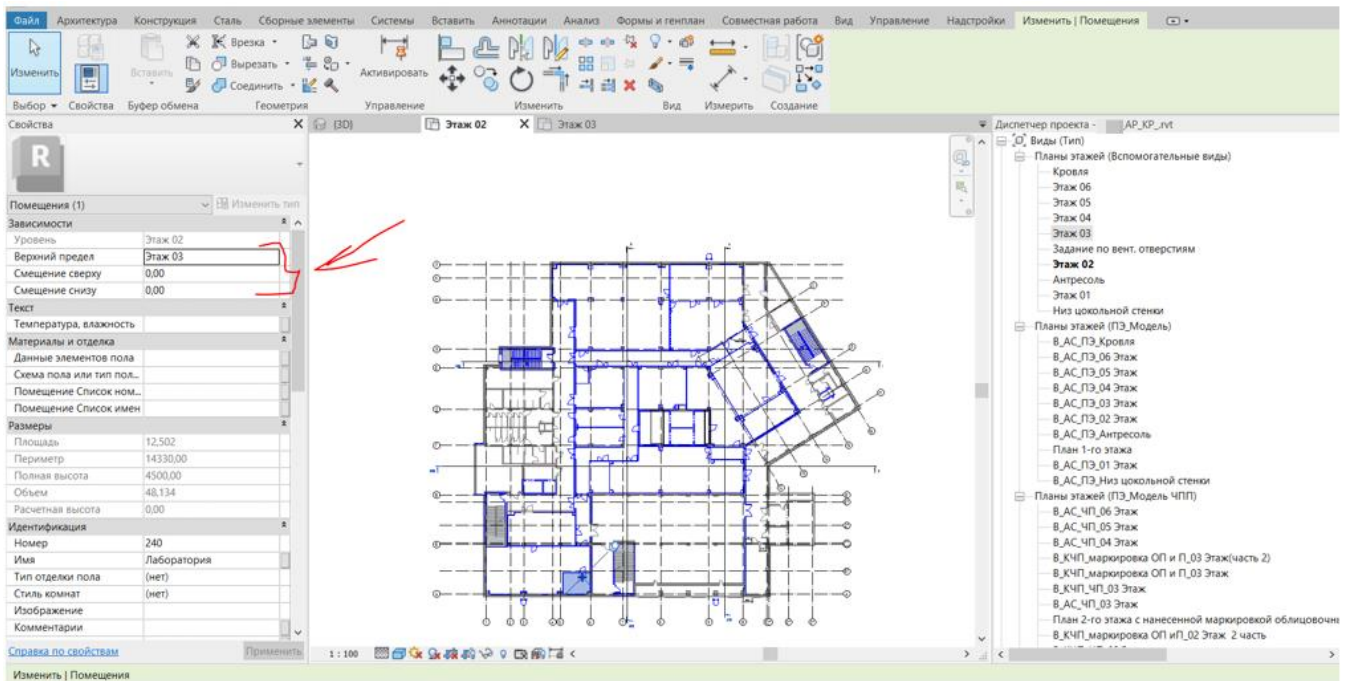 Файл Архитектура Конструкция Сталь Сборные элементы Системы Вставить Аннотации Анализ Формы и генплан Совместная работа Вид Управление Надстройки Изменить | Помещения
Врезка
Вырезать
Соединить
Изменить
Вставить
Активировать
Выбор Свойства Буфер обмена Геометрия Управление Изменить Вид Измерить Создание
Свойства
{3D}
Этаж 02
Этаж 03
Диспетчер проекта - АР_КР_.rvt
R
Помещения (1)
Изменить тип
Зависимости
Уровень Этаж 02
Верхний предел Этаж 03
Смещение сверху 0,00
Смещение снизу 0,00
Текст
Температура, влажность
Материалы и отделка
Данные элементов пола
Схема пола или тип пол...
Помещение Список ном...
Помещение Список имен
Размеры
Площадь 12,502
Периметр 14330,00
Полная высота 4500,00
Объем 48,134
Расчетная высота 0,00
Идентификация
Номер 240
Имя Лаборатория
Тип отделки пола (нет)
Стиль комнат (нет)
Изображение
Комментарии
Справка по свойствам
Применить
1 : 100
Изменить | Помещения
Виды (Тип)
Планы этажей (Вспомогательные виды)
Кровля
Этаж 06
Этаж 05
Этаж 04
Этаж 03
Задание по вент. отверстиям
Этаж 02
Антресоль
Этаж 01
Низ цокольной стенки
Планы этажей (ПЭ_Модель)
В_АС_ПЭ_Кровля
В_АС_ПЭ_06 Этаж
В_АС_ПЭ_05 Этаж
В_АС_ПЭ_04 Этаж
В_АС_ПЭ_03 Этаж
В_АС_ПЭ_02 Этаж
В_АС_ПЭ_Антресоль
План 1-го этажа
В_АС_ПЭ_01 Этаж
В_АС_ПЭ_Низ цокольной стенки
Планы этажей (ПЭ_Модель ЧПП)
В_АС_ЧП_06 Этаж
В_АС_ЧП_05 Этаж
В_АС_ЧП_04 Этаж
В_КЧП_маркировка ОП и П_03 Этаж(часть 2)
В_КЧП_маркировка ОП и П_03 Этаж
В_КЧП_ЧП_03 Этаж
В_АС_ЧП_03 Этаж
План 2-го этажа с нанесенной маркировкой облицовочн
В_КЧП_маркировка ОП иП_02 Этаж 2 часть